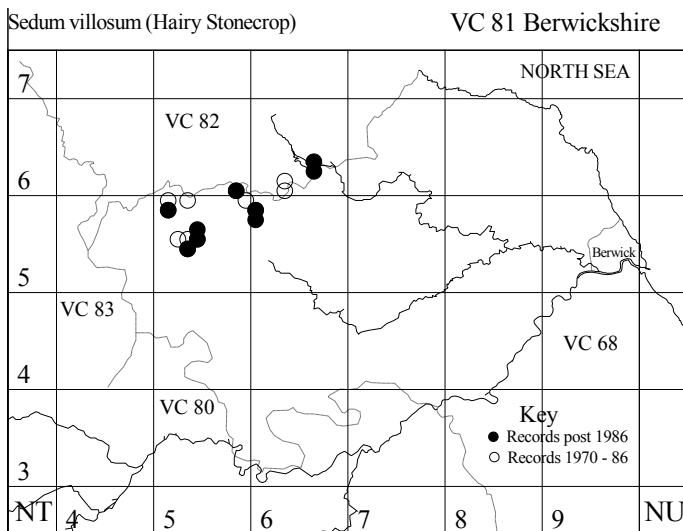 Sedum villosum (Hairy Stonecrop)
VC 81 Berwickshire
NORTH SEA
7
VC 82
6
Berwick
5
VC 83
VC 68
4
VC 80
Key
Records post 1986
Records 1970 - 86
3
NT 4 5 6 7 8 9 NU